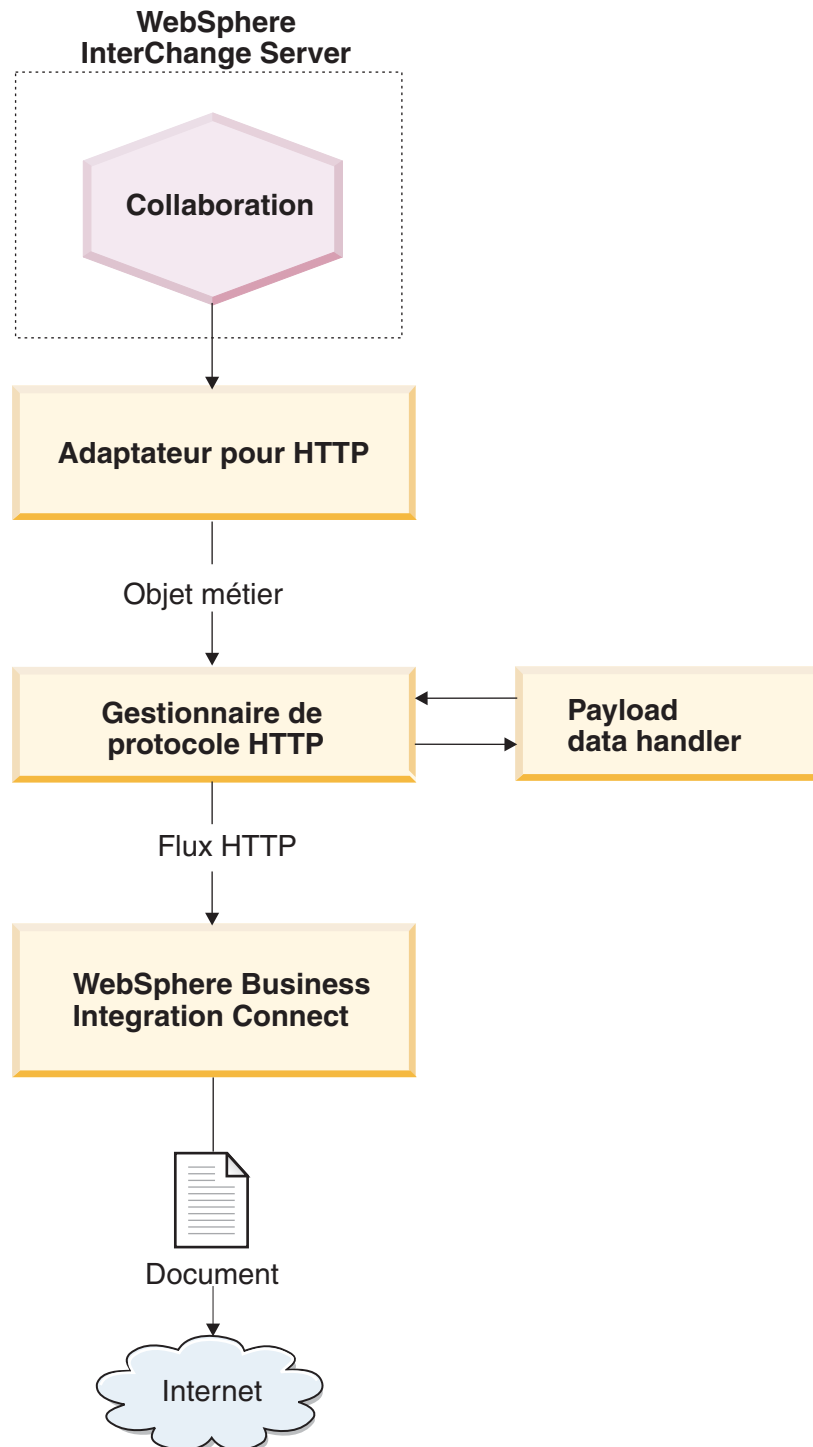 WebSphere
InterChange Server
Collaboration
Adaptateur pour HTTP
Objet métier
Gestionnaire de
protocole HTTP
Payload
data handler
Flux HTTP
WebSphere Business
Integration Connect
Document
Internet